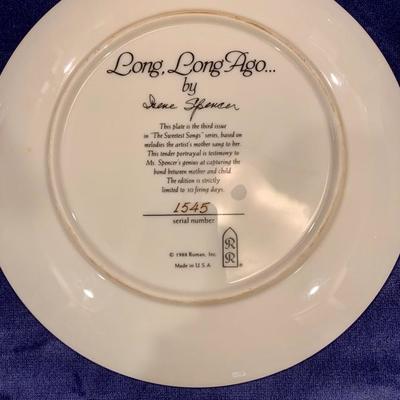 Long, Long Ago...
by
Irene Spencer
This plate is the third issue
in "The Sweetest Songs" series, based on
melodies the artist's mother sang to her.
This tender portrayal is testimony to
Ms. Spencer's genius at capturing the
bond between mother and child.
The edition is strictly
limited to 101 firing days.
1545
serial number
© 1988 Roman, Inc.
Made in U.S.A.
R
R
®